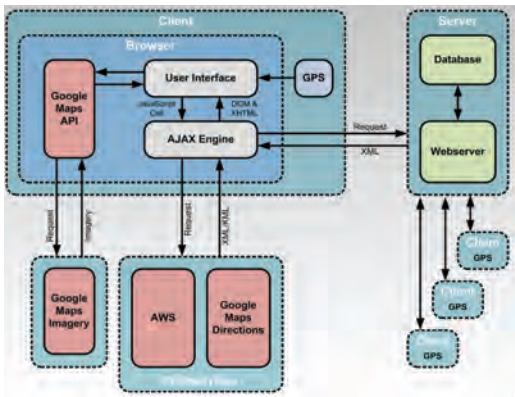 Client
Server
Browser
Google
Maps
API
User Interface
GPS
Database
JavaScript
Call
DOM &
XHTML
AJAX Engine
Request
XML
Webserver
Request
Imagery
Request
XML/KML
Client
GPS
Google
Maps
Imagery
AWS
Google
Maps
Directions
Client
GPS
Client
GPS